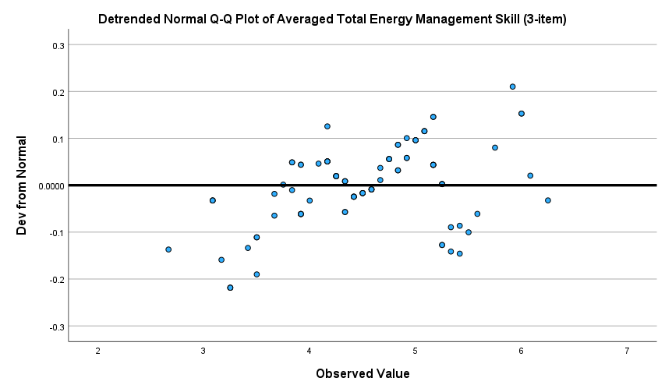 Detrended Normal Q-Q Plot of Averaged Total Energy Management Skill (3-item)
Dev from Normal
0.3
0.2
0.1
0.0000
-0.1
-0.2
-0.3
2 3 4 5 6 7
Observed Value